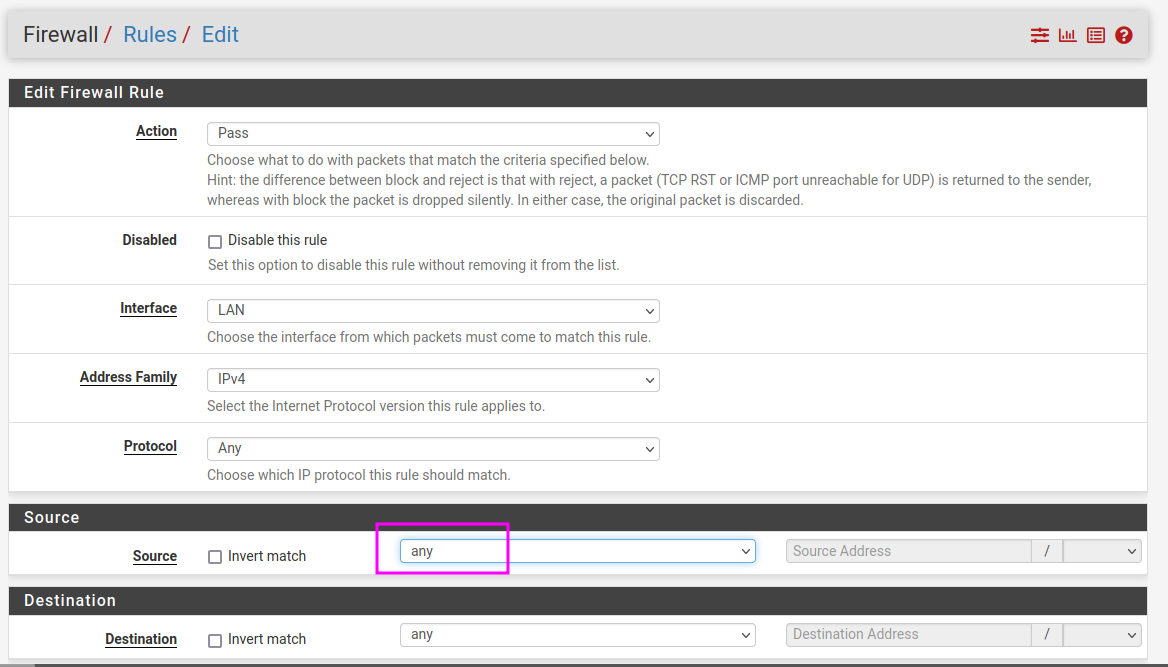 Firewall / Rules / Edit
Edit Firewall Rule
Action
Pass
Choose what to do with packets that match the criteria specified below.
Hint: the difference between block and reject is that with reject, a packet (TCP RST or ICMP port unreachable for UDP) is returned to the sender,
whereas with block the packet is dropped silently. In either case, the original packet is discarded.
Disabled
Disable this rule
Set this option to disable this rule without removing it from the list.
Interface
LAN
Choose the interface from which packets must come to match this rule.
Address Family
IPv4
Select the Internet Protocol version this rule applies to.
Protocol
Any
Choose which IP protocol this rule should match.
Source
Source
Invert match
any
Source Address
/
Destination
Destination
Invert match
any
Destination Address
/